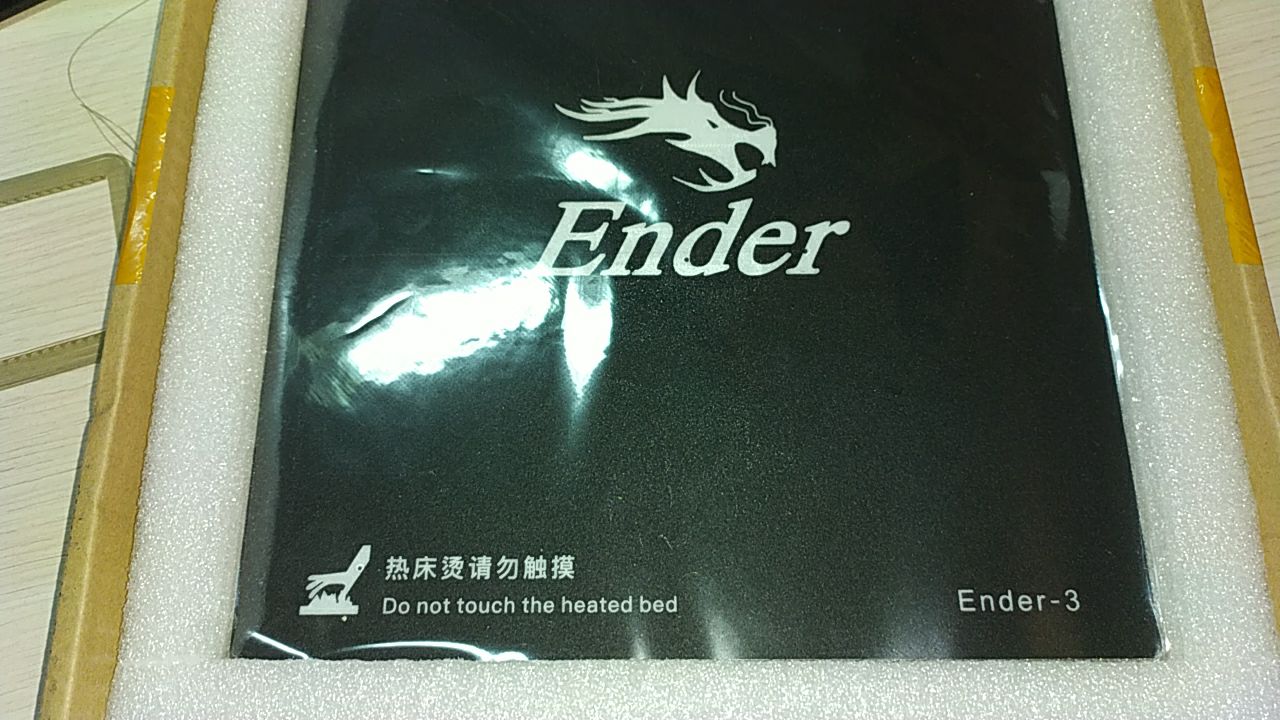 Ender
热床烫请勿触摸
Do not touch the heated bed
Ender-3